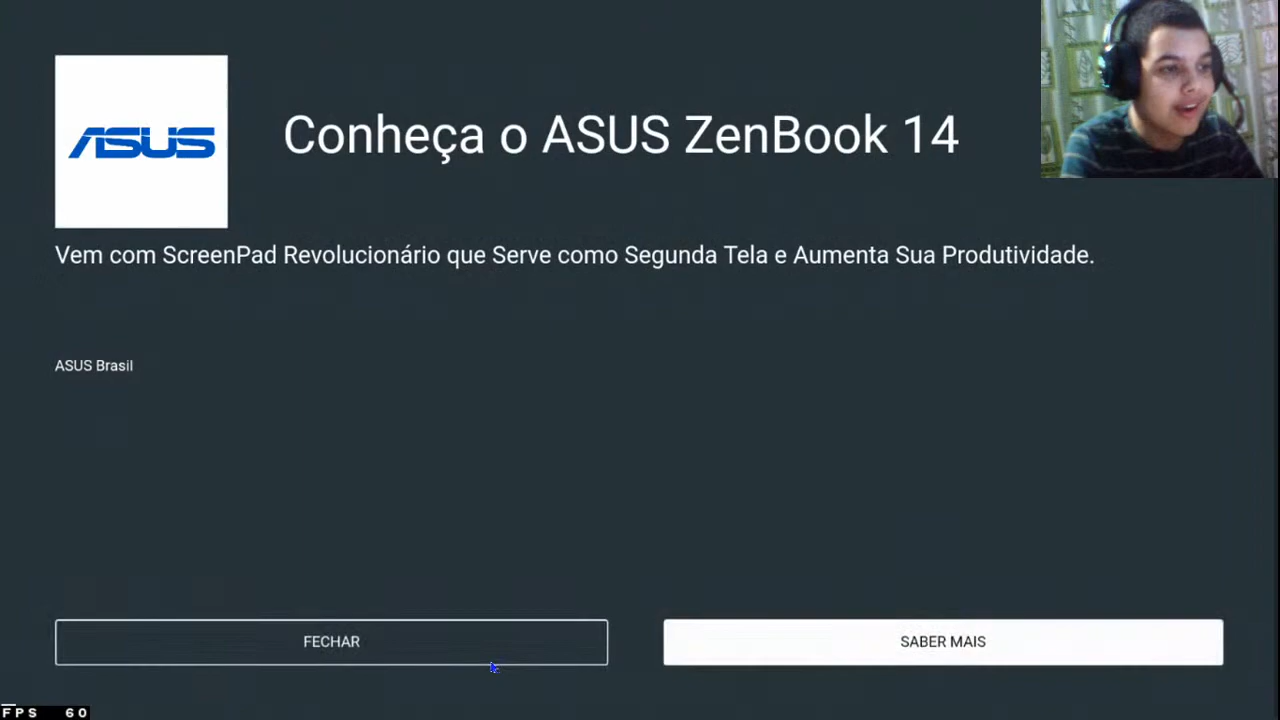 ASUS
Conheça o ASUS ZenBook 14
Vem com ScreenPad Revolucionário que Serve como Segunda Tela e Aumenta Sua Produtividade.
ASUS Brasil
FECHAR
SABER MAIS
FPS 60